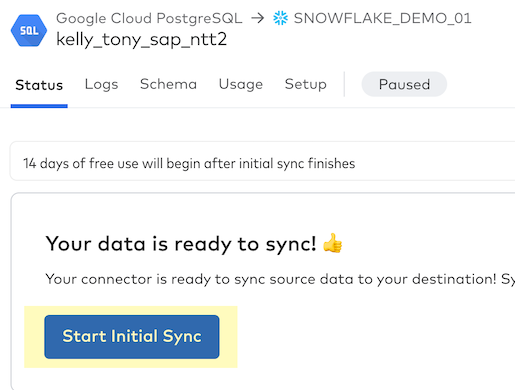 SQL
Google Cloud PostgreSQL → SNOWFLAKE_DEMO_01
kelly_tony_sap_ntt2
Status Logs Schema Usage Setup Paused
14 days of free use will begin after initial sync finishes
Your data is ready to sync! 👍
Your connector is ready to sync source data to your destination! Sy
Start Initial Sync